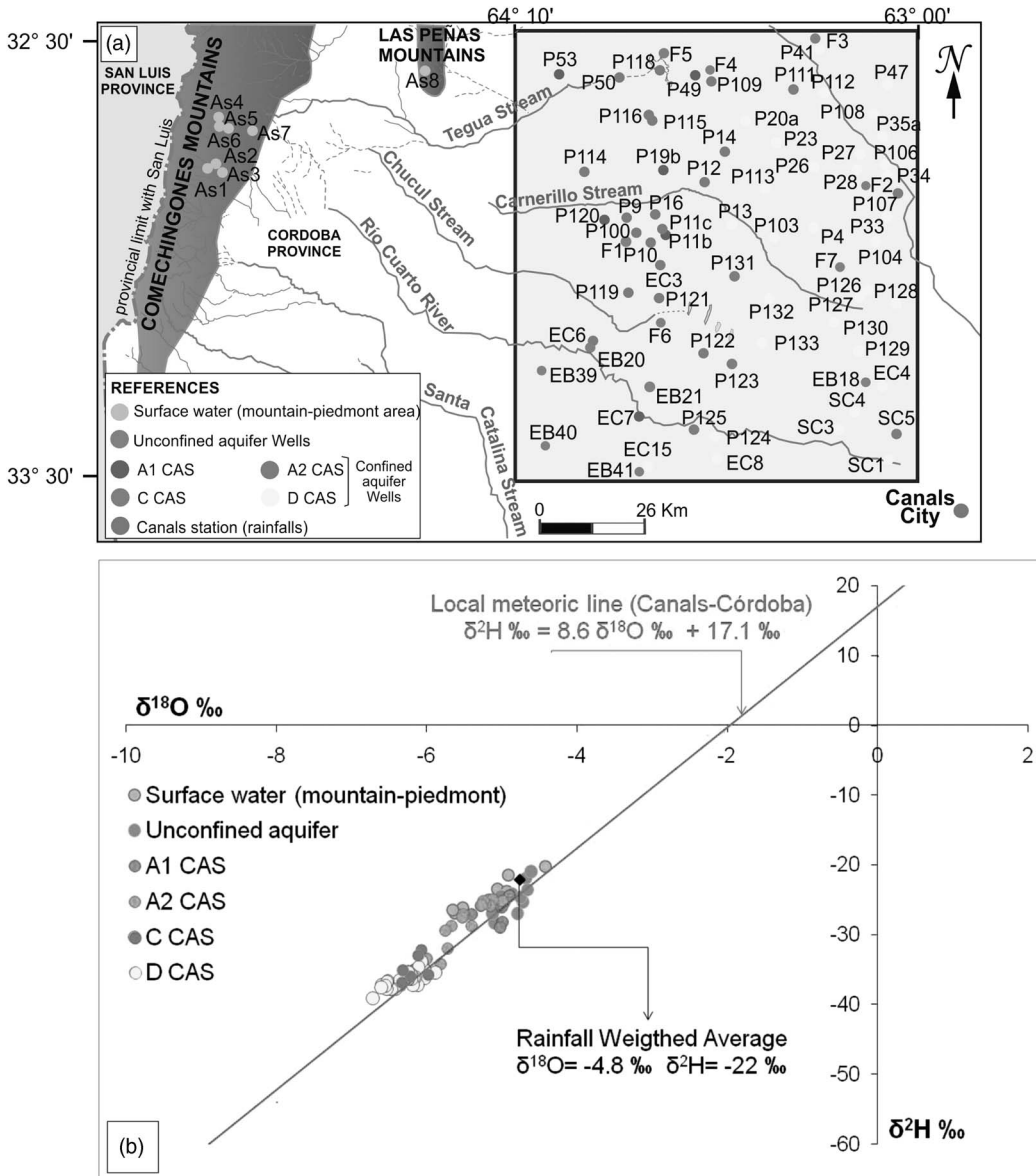 64° 10'
63° 00'
32° 30'
(a)
SAN LUIS
PROVINCE
LAS PEÑAS
MOUNTAINS
As8
As4
As5
As7
As6
As2
As3
As1
provincial limit with San Luis
COMECHINGONES MOUNTAINS
CORDOBA
PROVINCE
Tegua Stream
Chucul Stream
Carnerillo Stream
Río Cuarto River
Santa
Catalina Stream
N
F3
F5
P118
P41
P53
F4
P50
P49
P109
P111
P112
P47
P116
P115
P20a
P108
P35a
P14
P23
P114
P19b
P12
P113
P26
P27
P106
P28
F2
P34
P107
P120
P9
P16
P13
P103
P33
P100
P11c
P11b
P4
F1
P10
F7
P104
EC3
P131
P126
P128
P119
P121
P132
P127
F6
P130
EC6
P122
P133
P129
EB20
EB39
P123
EB18
EC4
EB21
SC4
EC7
P125
SC3
SC5
EB40
P124
EC15
EC8
SC1
EB41
33° 30'
REFERENCES
Surface water (mountain-piedmont area)
Unconfined aquifer Wells
A1 CAS
A2 CAS
C CAS
D CAS
Confined
aquifer
Wells
Canals station (rainfalls)
0
26 Km
Canals
City
20
Local meteoric line (Canals-Córdoba)
δ²H ‰ = 8.6 δ¹⁸O ‰ + 17.1 ‰
10
δ¹⁸O ‰
0
-10
-8
-6
-4
-2
0
2
Surface water (mountain-piedmont)
Unconfined aquifer
A1 CAS
A2 CAS
C CAS
D CAS
-10
-20
-30
-40
-50
-60
Rainfall Weigthed Average
δ¹⁸O= -4.8 ‰ δ²H= -22 ‰
(b)
δ²H ‰